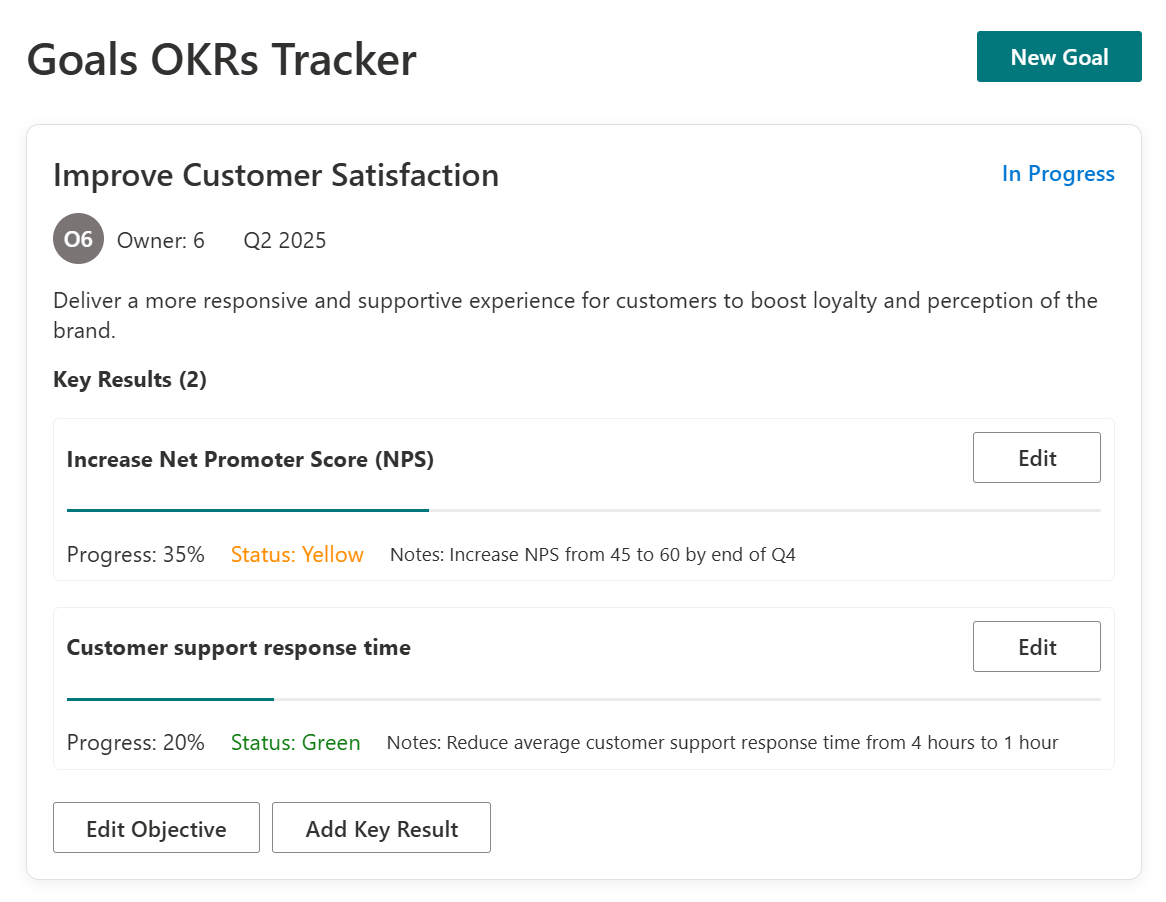 Goals OKRs Tracker
New Goal
Improve Customer Satisfaction
In Progress
O6
Owner: 6
Q2 2025
Deliver a more responsive and supportive experience for customers to boost loyalty and perception of the
brand.
Key Results (2)
Increase Net Promoter Score (NPS)
Edit
Progress: 35%
Status: Yellow
Notes: Increase NPS from 45 to 60 by end of Q4
Customer support response time
Edit
Progress: 20%
Status: Green
Notes: Reduce average customer support response time from 4 hours to 1 hour
Edit Objective
Add Key Result